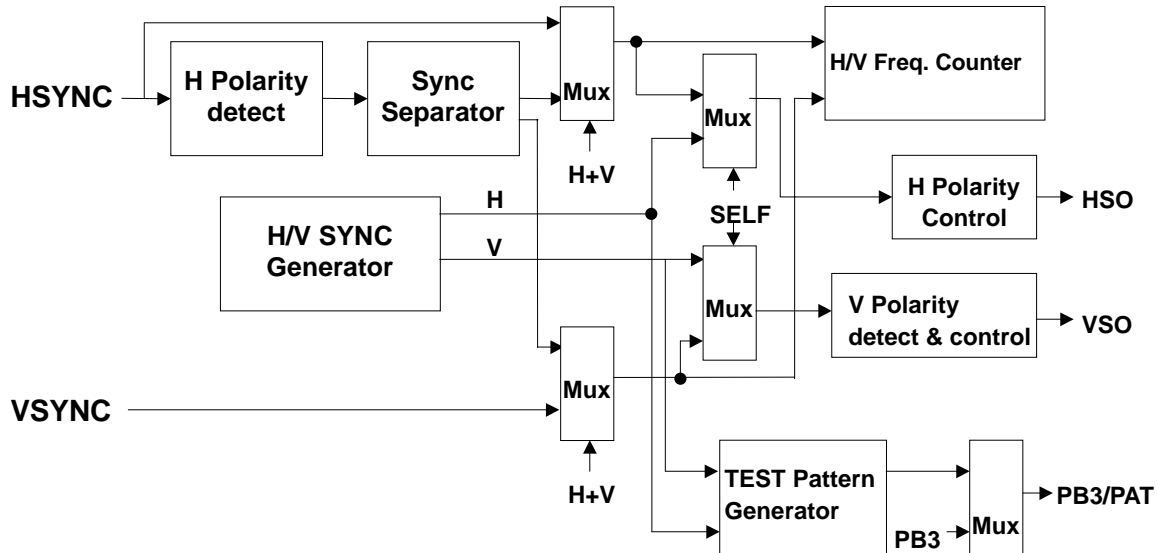 HSYNC
H Polarity
detect
Sync
Separator
Mux
H+V
Mux
H/V Freq. Counter
H
SELF
H Polarity
Control
HSO
H/V SYNC
Generator
V
Mux
V Polarity
detect & control
VSO
VSYNC
Mux
H+V
TEST Pattern
Generator
PB3
Mux
PB3/PAT